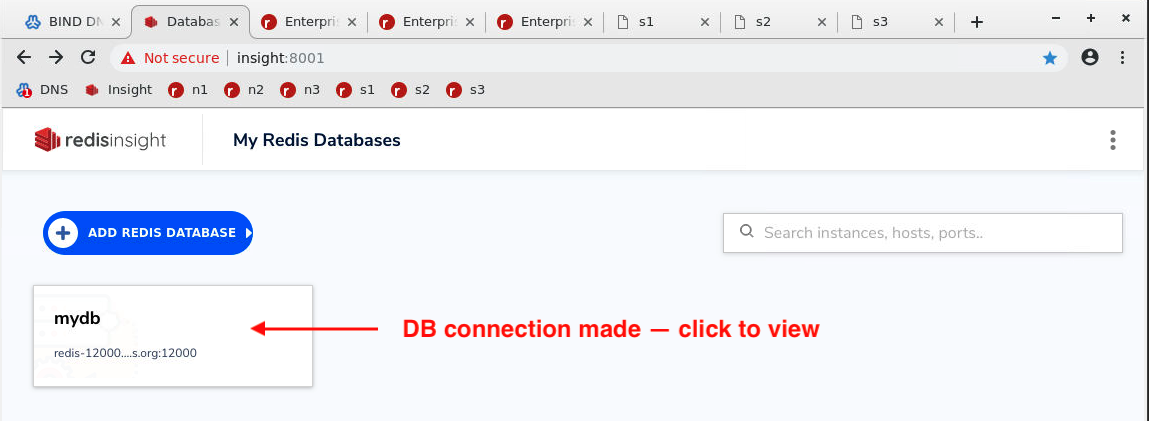 BIND DN
Databas
Enterpris
Enterpris
Enterpris
s1
s2
s3
Not secure
insight:8001
DNS
Insight
n1
n2
n3
s1
s2
s3
redisinsight
My Redis Databases
ADD REDIS DATABASE
Search instances, hosts, ports..
mydb
redis-12000....s.org:12000
DB connection made — click to view